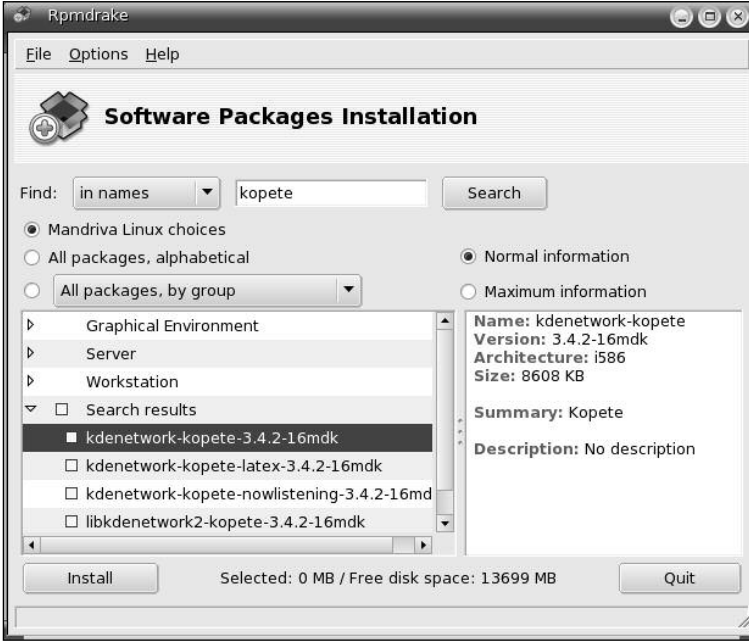 Rpmdrake
File Options Help
Software Packages Installation
Find: in names kopete Search
Mandriva Linux choices
All packages, alphabetical
All packages, by group
Normal information
Maximum information
Graphical Environment
Server
Workstation
Search results
kdenetwork-kopete-3.4.2-16mdk
kdenetwork-kopete-latex-3.4.2-16mdk
kdenetwork-kopete-nowlistening-3.4.2-16md
libkdenetwork2-kopete-3.4.2-16mdk
Name: kdenetwork-kopete
Version: 3.4.2-16mdk
Architecture: i586
Size: 8608 KB
Summary: Kopete
Description: No description
Install Selected: 0 MB / Free disk space: 13699 MB Quit